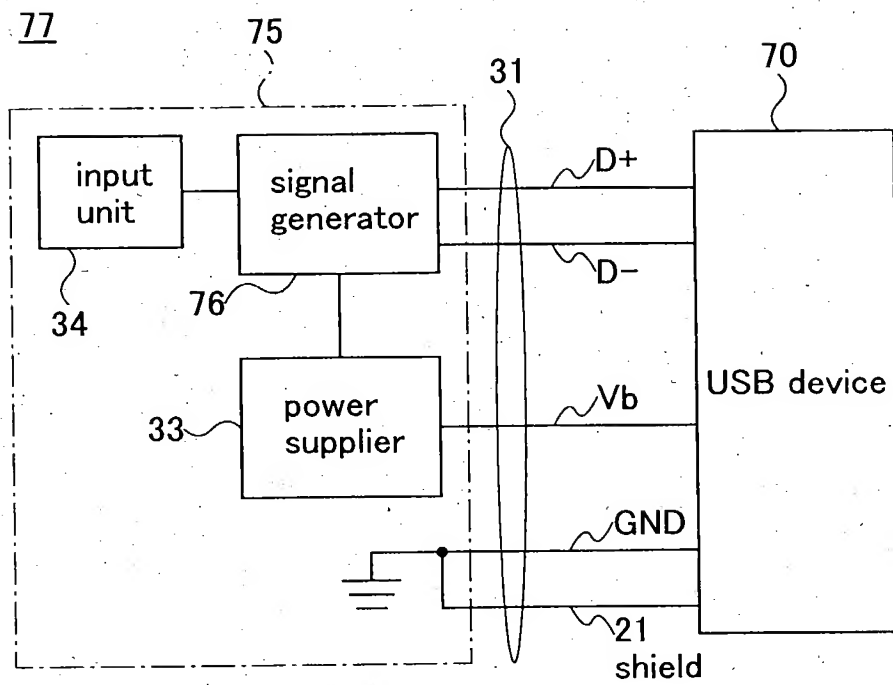 77
75
31
70
input
unit
signal
generator
D+
D-
34
76
power
supplier
33
Vb
USB device
GND
21
shield